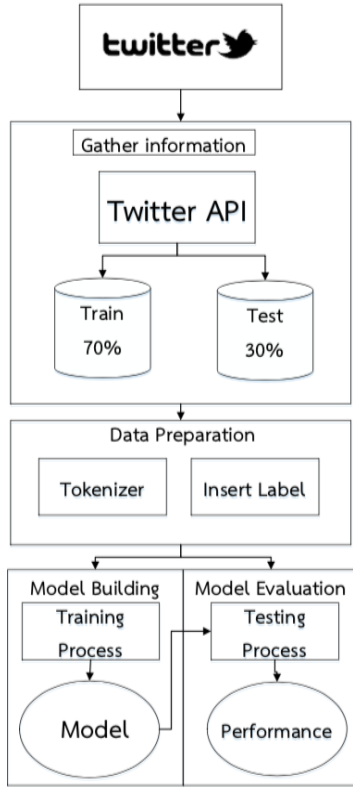 twitter
Gather information
Twitter API
Train
70%
Test
30%
Data Preparation
Tokenizer
Insert Label
Model Building
Training
Process
Model
Model Evaluation
Testing
Process
Performance